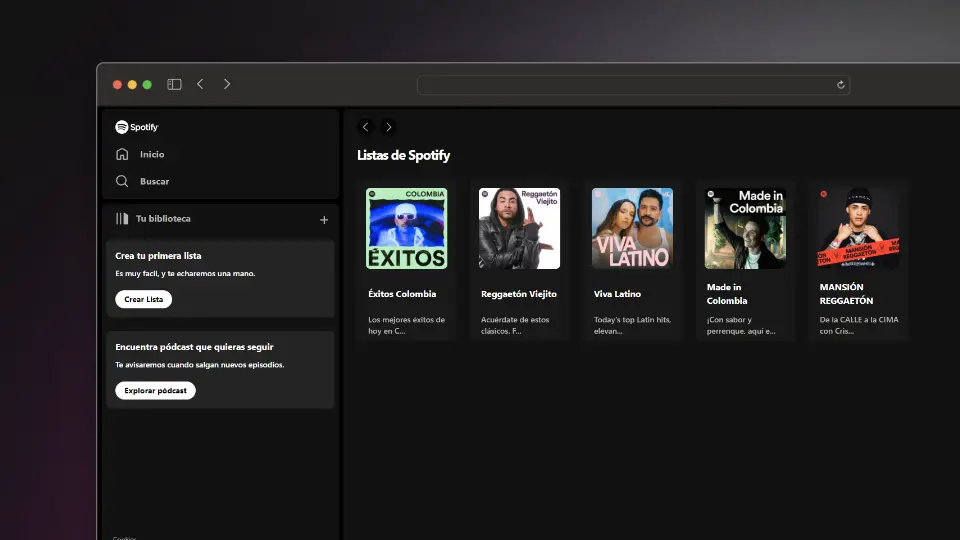 Spotify
Inicio
Buscar
Tu biblioteca
Crea tu primera lista
Es muy facil, y te echaremos una mano.
Crear Lista
Encuentra pódcast que quieras seguir
Te avisaremos cuando salgan nuevos episodios.
Explorar pódcast
Cookies
Listas de Spotify
COLOMBIA
ÉXITOS
Éxitos Colombia
Los mejores éxitos de
hoy en C...
Reggaetón
Viejito
Reggaetón Viejito
Acuérdate de estos
clásicos. F...
VIVA
LATINO
Viva Latino
Today's top Latin hits,
elevan...
Made in
Colombia
Made in
Colombia
¡Con sabor y
perrenque, aquí e...
MANSIÓN
REGGAETÓN
MANSIÓN
REGGAETÓN
De la CALLE a la CIMA
con Cris...